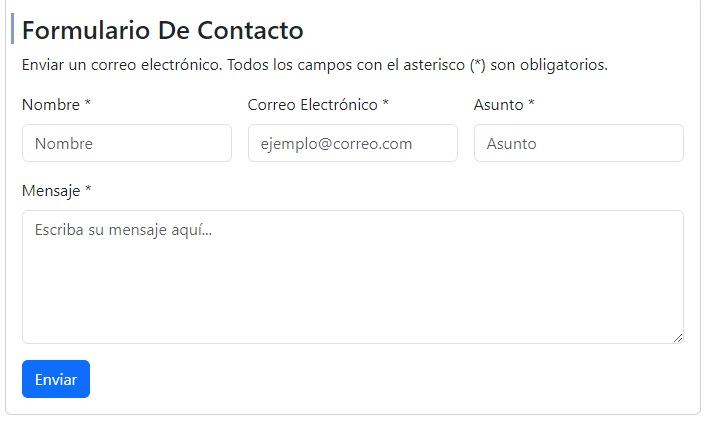 Formulario De Contacto
Enviar un correo electrónico. Todos los campos con el asterisco (*) son obligatorios.
Nombre * Correo Electrónico * Asunto *
Nombre ejemplo@correo.com Asunto
Mensaje *
Escriba su mensaje aquí...
Enviar